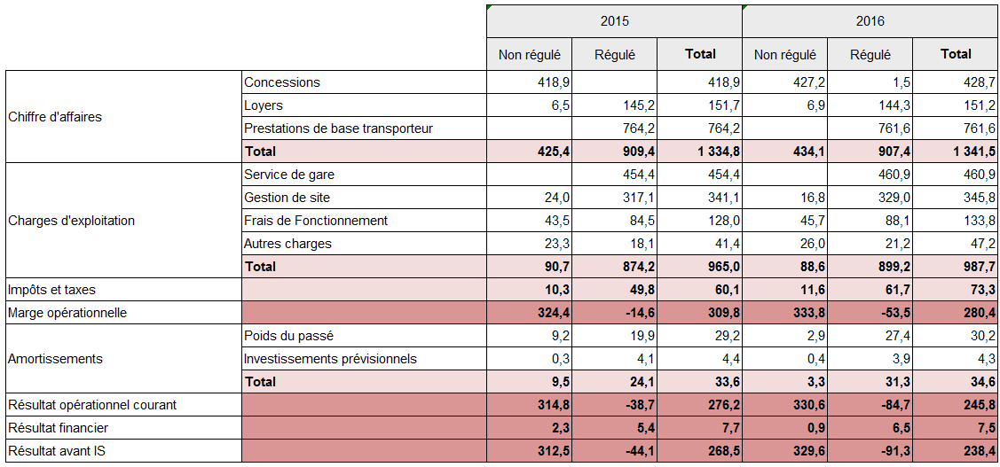 2015 2016
Non régulé Régulé Total Non régulé Régulé Total
Chiffre d'affaires
Concessions 418,9 418,9 427,2 1,5 428,7
Loyers 6,5 145,2 151,7 6,9 144,3 151,2
Prestations de base transporteur 764,2 764,2 761,6 761,6
Total 425,4 909,4 1 334,8 434,1 907,4 1 341,5
Charges d'exploitation
Service de gare 454,4 454,4 460,9 460,9
Gestion de site 24,0 317,1 341,1 16,8 329,0 345,8
Frais de Fonctionnement 43,5 84,5 128,0 45,7 88,1 133,8
Autres charges 23,3 18,1 41,4 26,0 21,2 47,2
Total 90,7 874,2 965,0 88,6 899,2 987,7
Impôts et taxes 10,3 49,8 60,1 11,6 61,7 73,3
Marge opérationnelle 324,4 -14,6 309,8 333,8 -53,5 280,4
Amortissements
Poids du passé 9,2 19,9 29,2 2,9 27,4 30,2
Investissements prévisionnels 0,3 4,1 4,4 0,4 3,9 4,3
Total 9,5 24,1 33,6 3,3 31,3 34,6
Résultat opérationnel courant 314,8 -38,7 276,2 330,6 -84,7 245,8
Résultat financier 2,3 5,4 7,7 0,9 6,5 7,5
Résultat avant IS 312,5 -44,1 268,5 329,6 -91,3 238,4